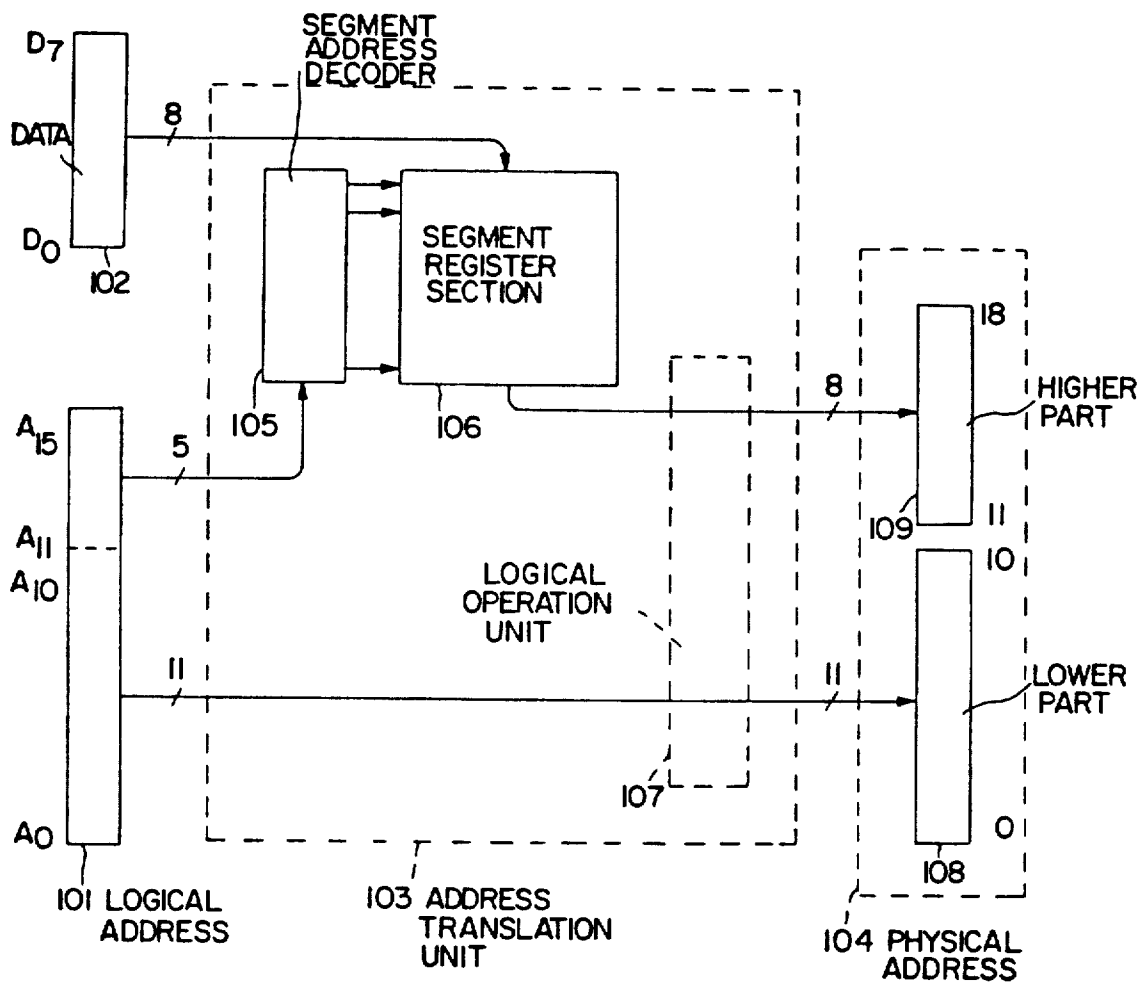 SEGMENT
ADDRESS
DECODER
D7
DATA
D0
102
8
SEGMENT
REGISTER
SECTION
105
106
A15
5
A11
A10
11
A0
101 LOGICAL
ADDRESS
LOGICAL
OPERATION
UNIT
107
103 ADDRESS
TRANSLATION
UNIT
8
11
18
HIGHER
PART
109
11
10
LOWER
PART
0
108
104 PHYSICAL
ADDRESS